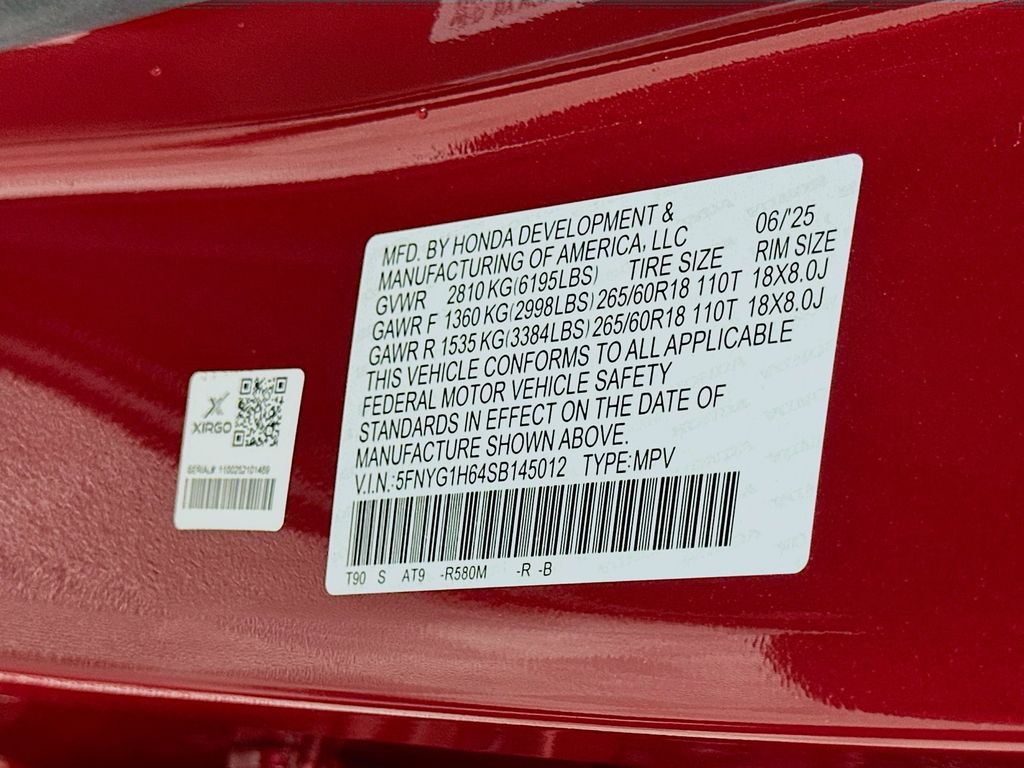 MFD. BY HONDA DEVELOPMENT & 06/'25
MANUFACTURING OF AMERICA, LLC
GVWR 2810 KG(6195LBS) TIRE SIZE RIM SIZE
GAWR F 1360 KG(2998LBS) 265/60R18 110T 18X8.0J
GAWR R 1535 KG(3384LBS) 265/60R18 110T 18X8.0J
THIS VEHICLE CONFORMS TO ALL APPLICABLE
FEDERAL MOTOR VEHICLE SAFETY
STANDARDS IN EFFECT ON THE DATE OF
MANUFACTURE SHOWN ABOVE.
V.I.N.:5FNYG1H64SB145012 TYPE:MPV
T90 S AT9 -R580M -R -B
XIRGO
SERIAL# 1100252101469